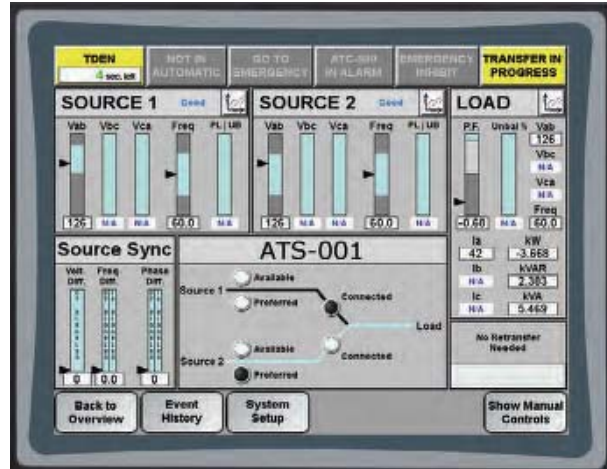 TDEN
4 sec. left
NOT IN AUTOMATIC
GO TO EMERGENCY
IN ALARM
EMERGENCY INHIBIT
TRANSFER IN PROGRESS
SOURCE 1 Good
SOURCE 2 Good
LOAD
Vab Vbc Vca Freq PL|UB
Vab Vbc Vca Freq PL|UB
P.F. Unbal % Vab
126
Vbc
N/A
Vca
N/A
Freq
126 N/A N/A 60.0 N/A
126 N/A N/A 60.0 N/A
-0.60 N/A 60.0
Source Sync
ATS-001
Ia kW
42 -3.668
Ib kVAR
N/A 2.303
Ic kVA
N/A 5.469
Volt. Diff. Freq. Diff. Phase Diff.
0 0.0 0
Source 1
Available
Preferred
Connected
Load
Source 2
Available
Preferred
Connected
No Retransfer
Needed
Back to Overview
Event History
System Setup
Show Manual Controls